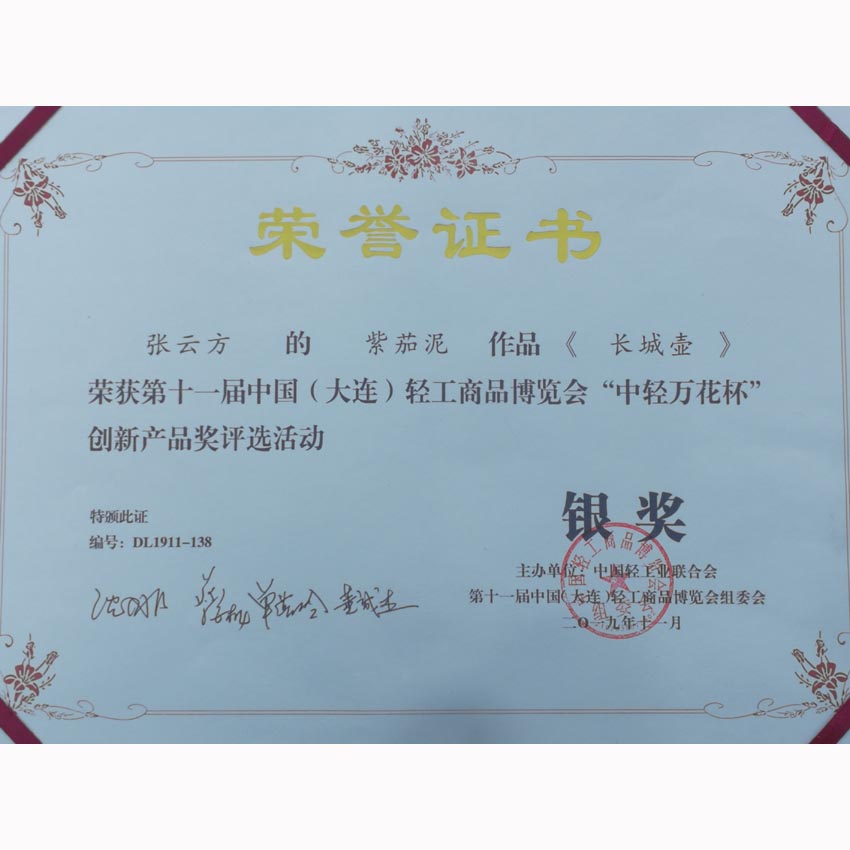 荣誉证书
张云方 的 紫茄泥 作品《 长城壶 》
荣获第十一届中国（大连）轻工商品博览会“中轻万花杯”
创新产品奖评选活动
银奖
特颁此证
编号：DL1911-138
主办单位：中国轻工业联合会
第十一届中国（大连）轻工商品博览会组委会
二〇一九年十一月